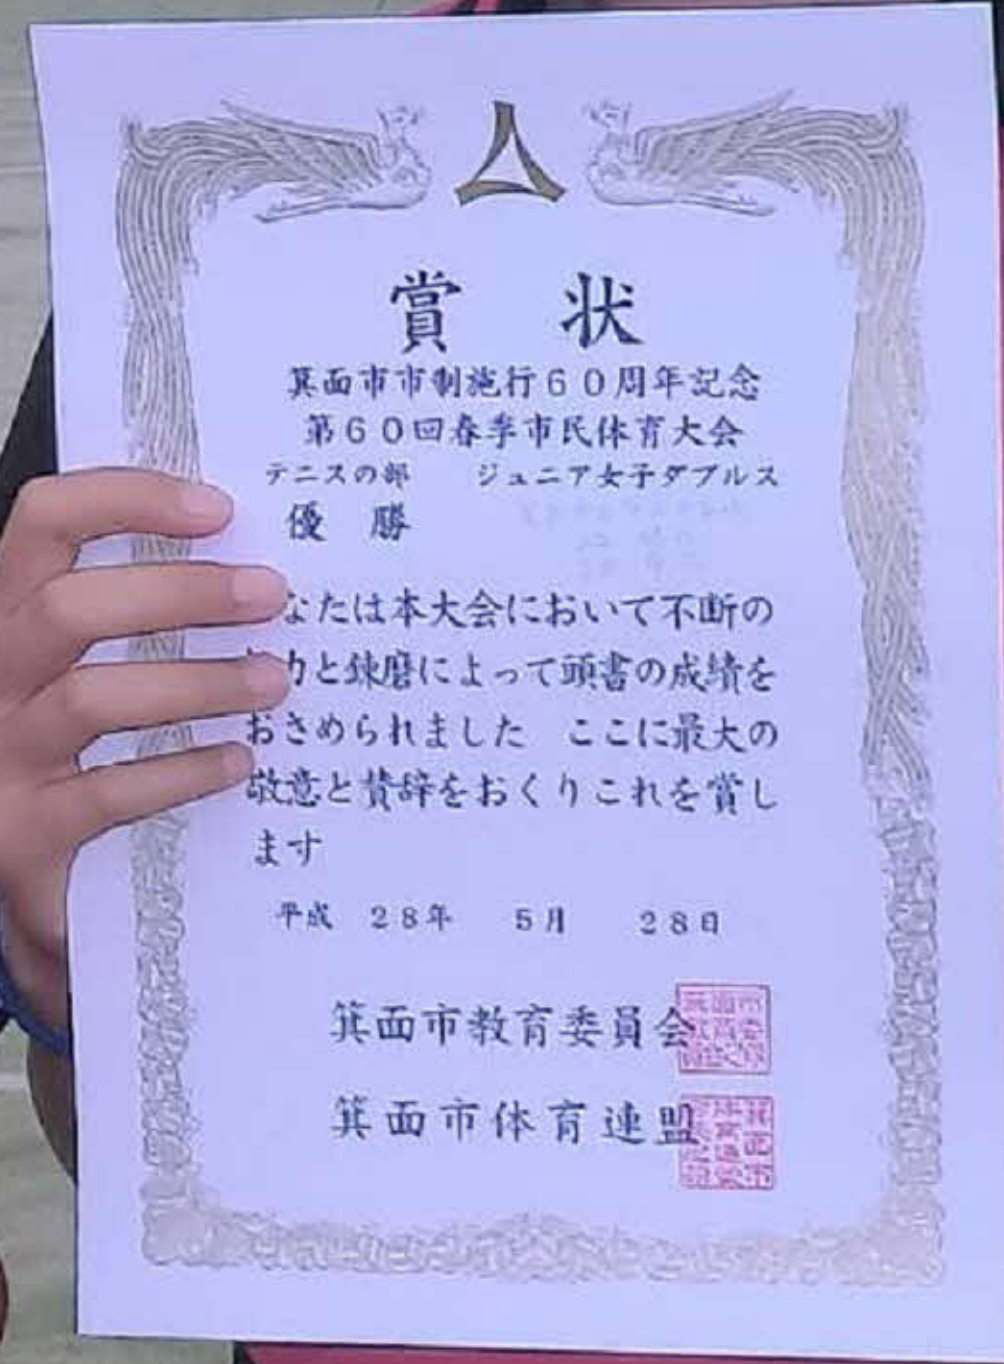 賞 状
箕面市市制施行60周年記念
第60回春季市民体育大会
テニスの部 ジュニア女子ダブルス
優 勝
なたは本大会において不断の
力と錬磨によって頭書の成績を
おさめられました ここに最大の
敬意と賛辞をおくりこれを賞し
ます
平成 28年 5月 28日
箕面市教育委員会
箕面市体育連盟